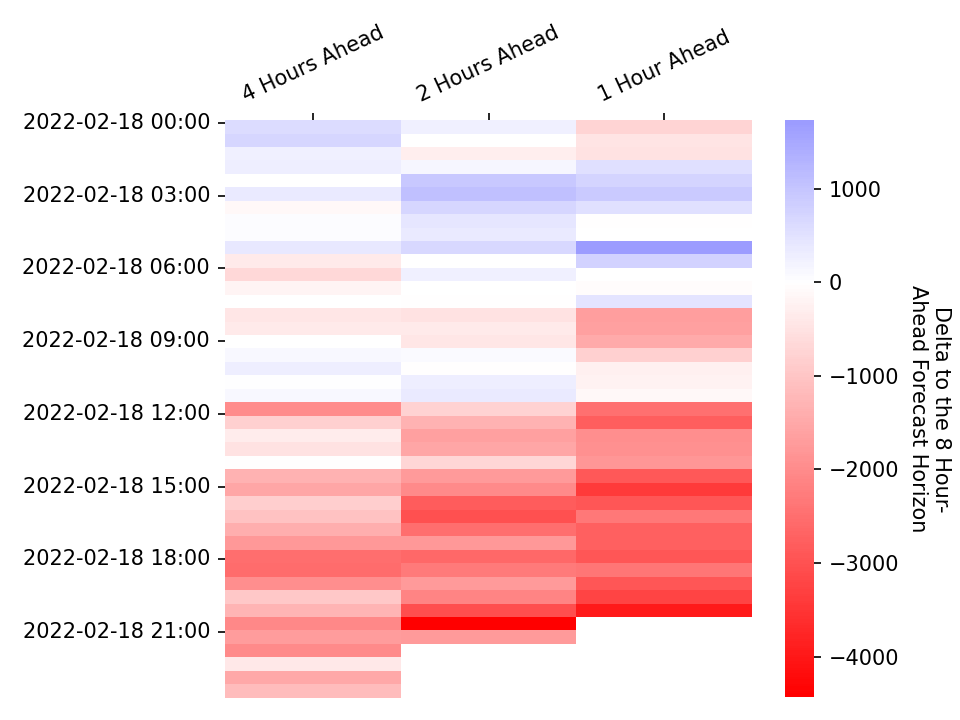 4 Hours Ahead
2 Hours Ahead
1 Hour Ahead
2022-02-18 00:00
2022-02-18 03:00
2022-02-18 06:00
2022-02-18 09:00
2022-02-18 12:00
2022-02-18 15:00
2022-02-18 18:00
2022-02-18 21:00
1000
0
−1000
−2000
−3000
−4000
Delta to the 8 Hour-
Ahead Forecast Horizon